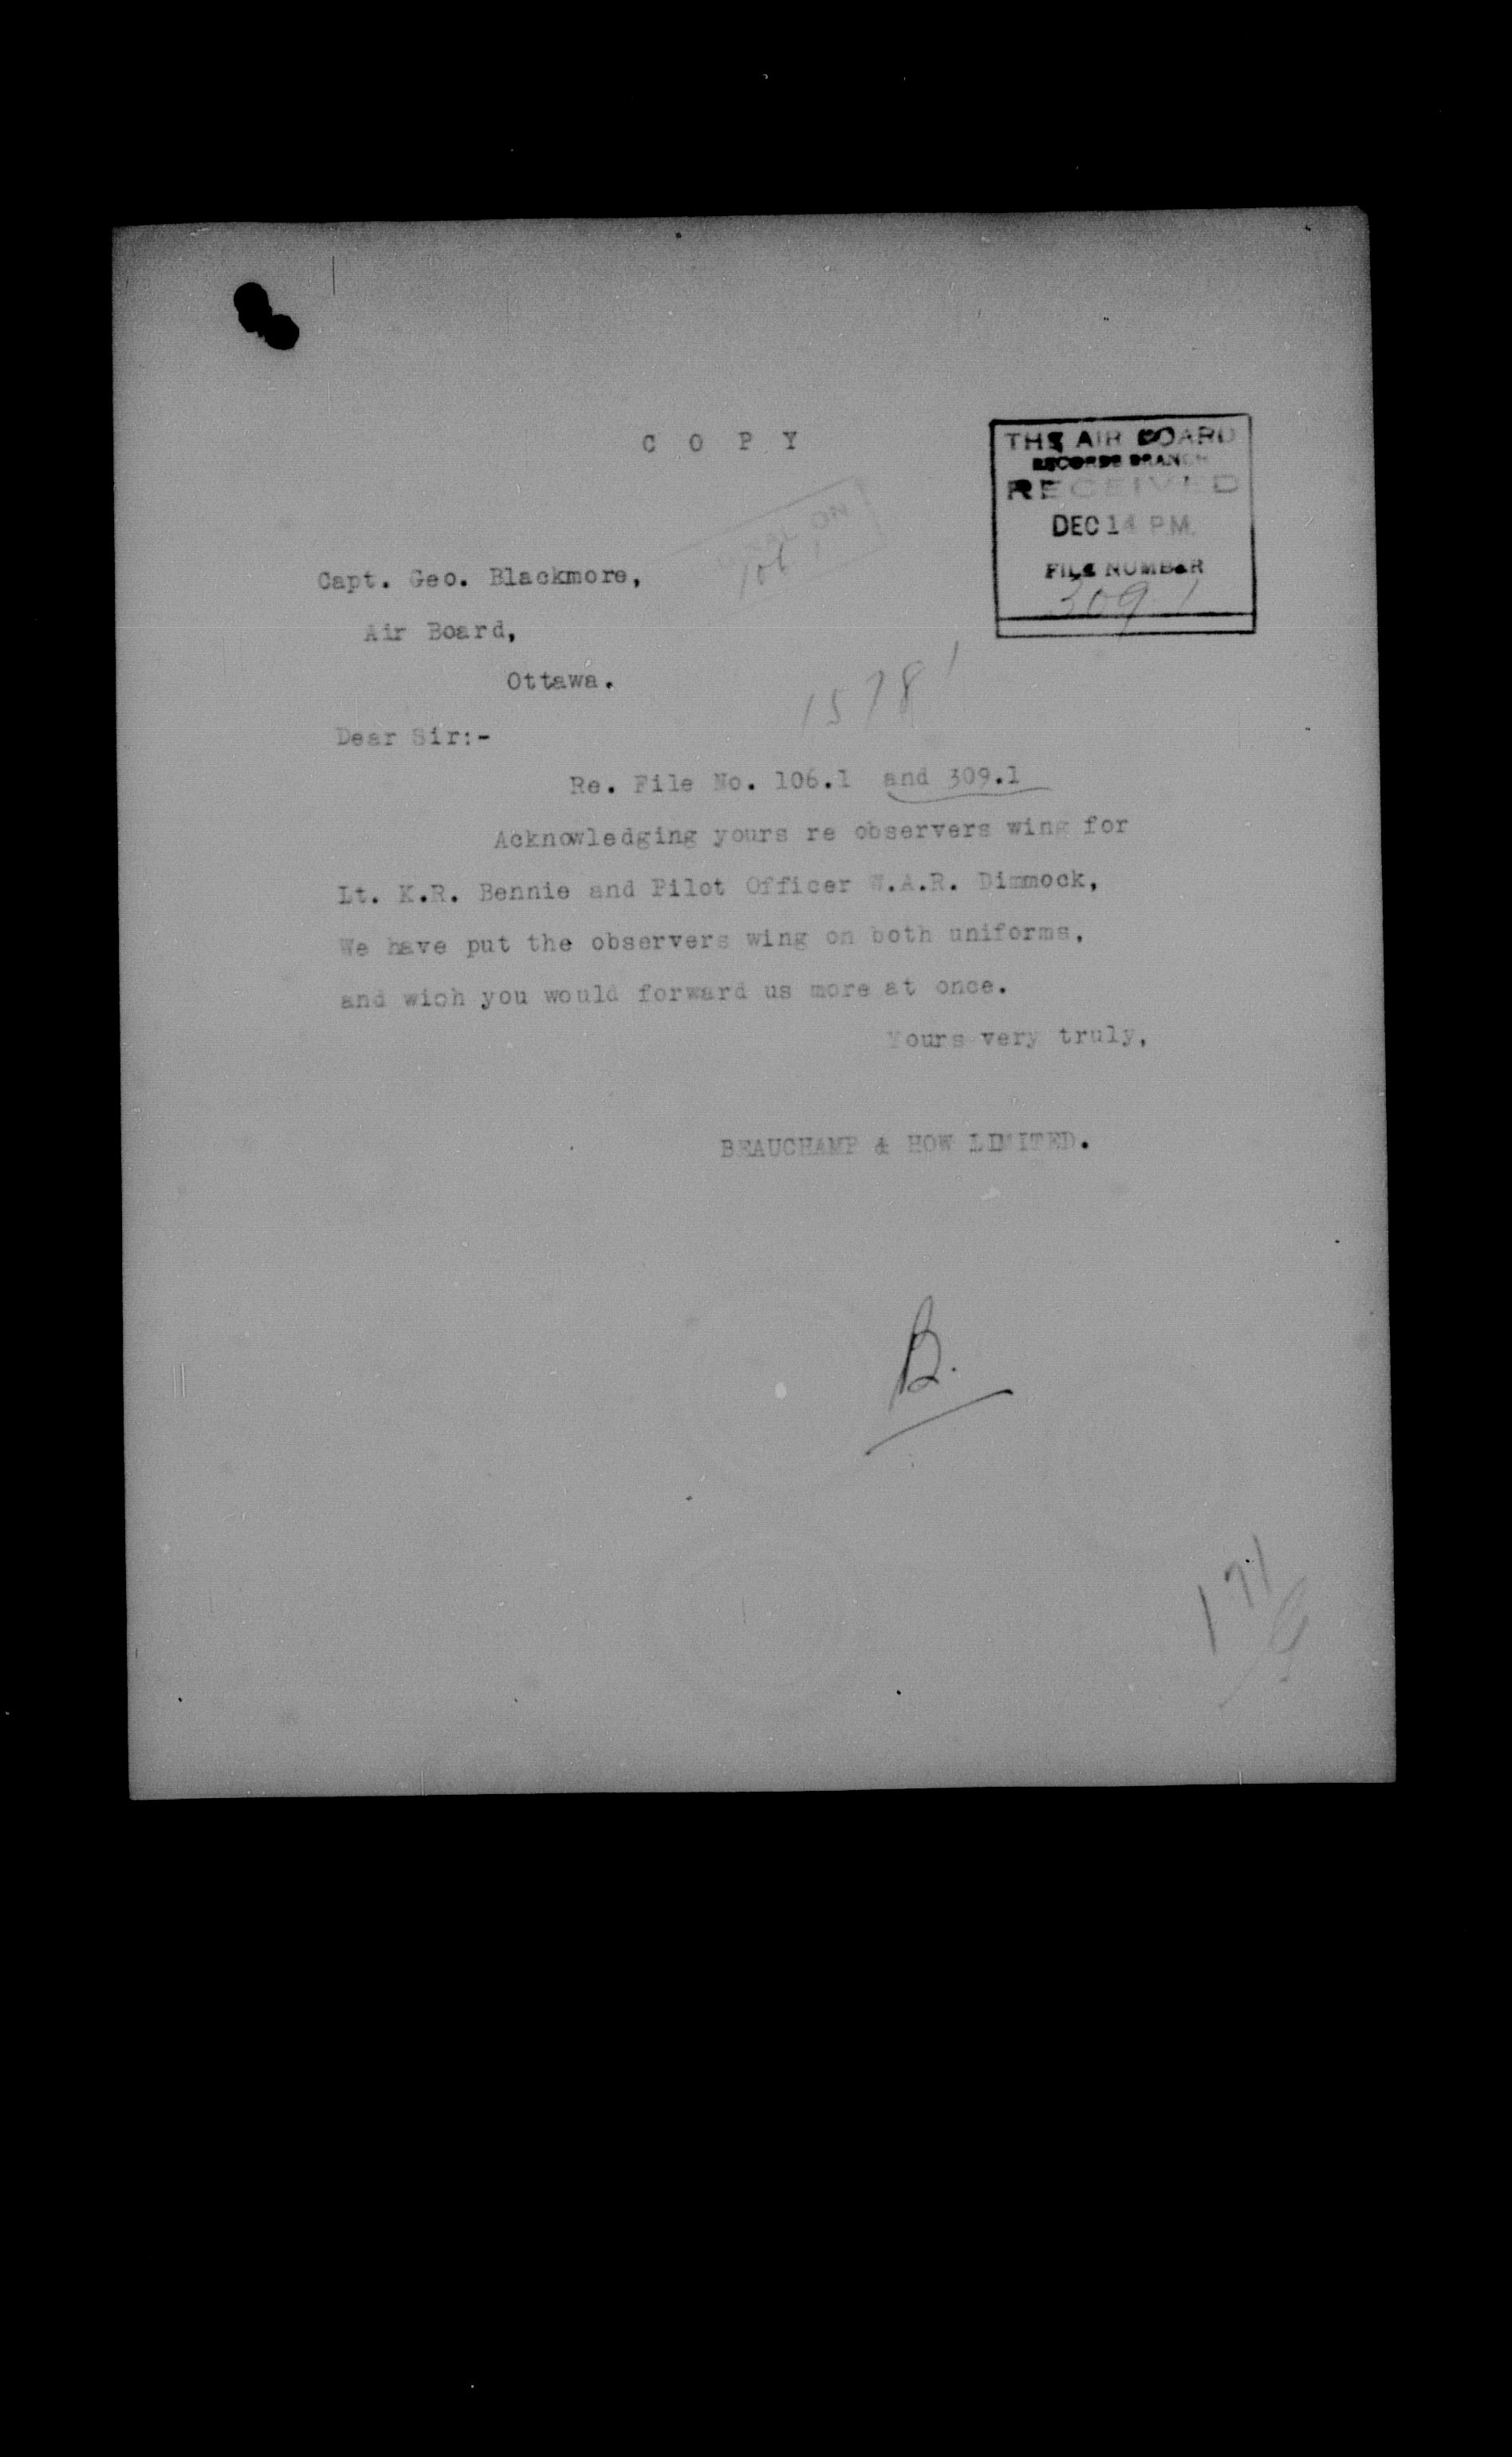 C O P Y
THE AIR BOARD
RECORDS BRANCH
RECEIVED
DEC 14 P.M.
FILE NUMBER
309 1
106 1
Capt. Geo. Blackmore,
Air Board,
Ottawa.
1578
Dear Sir:-
Re. File No. 106.1 and 309.1
Acknowledging yours re observers wing for
Lt. K.R. Bennie and Pilot Officer W.A.R. Dimmock,
We have put the observers wing on both uniforms,
and wich you would forward us more at once.
Yours very truly,
BEAUCHAMP & HOW LIMITED.
B.
171